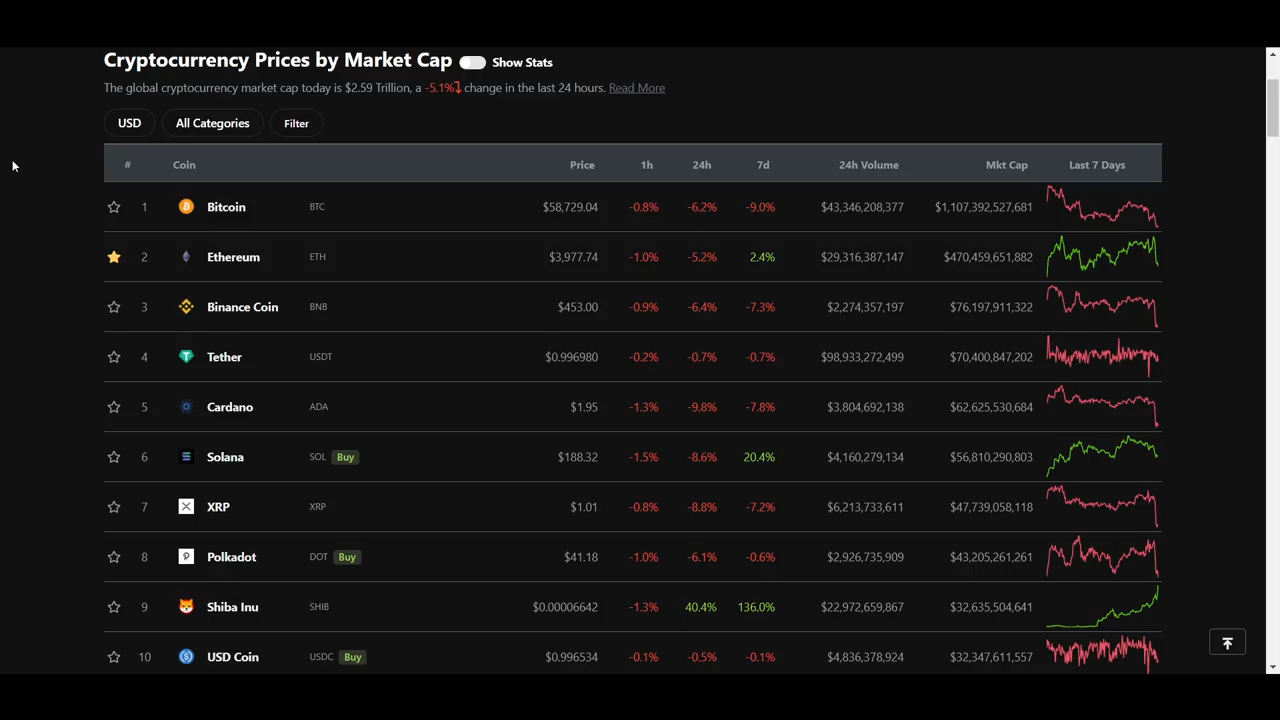 Cryptocurrency Prices by Market Cap Show Stats
The global cryptocurrency market cap today is $2.59 Trillion, a -5.1% change in the last 24 hours. Read More
USD All Categories Filter
# Coin Price 1h 24h 7d 24h Volume Mkt Cap Last 7 Days
1 Bitcoin BTC $58,729.04 -0.8% -6.2% -9.0% $43,346,208,377 $1,107,392,527,681
2 Ethereum ETH $3,977.74 -1.0% -5.2% 2.4% $29,316,387,147 $470,459,651,882
3 Binance Coin BNB $453.00 -0.9% -6.4% -7.3% $2,274,357,197 $76,197,911,322
4 Tether USDT $0.996980 -0.2% -0.7% -0.7% $98,933,272,499 $70,400,847,202
5 Cardano ADA $1.95 -1.3% -9.8% -7.8% $3,804,692,138 $62,625,530,684
6 Solana SOL Buy $188.32 -1.5% -8.6% 20.4% $4,160,279,134 $56,810,290,803
7 XRP XRP $1.01 -0.8% -8.8% -7.2% $6,213,733,611 $47,739,058,118
8 Polkadot DOT Buy $41.18 -1.0% -6.1% -0.6% $2,926,735,909 $43,205,261,261
9 Shiba Inu SHIB $0.00006642 -1.3% 40.4% 136.0% $22,972,659,867 $32,635,504,641
10 USD Coin USDC Buy $0.996534 -0.1% -0.5% -0.1% $4,836,378,924 $32,347,611,557